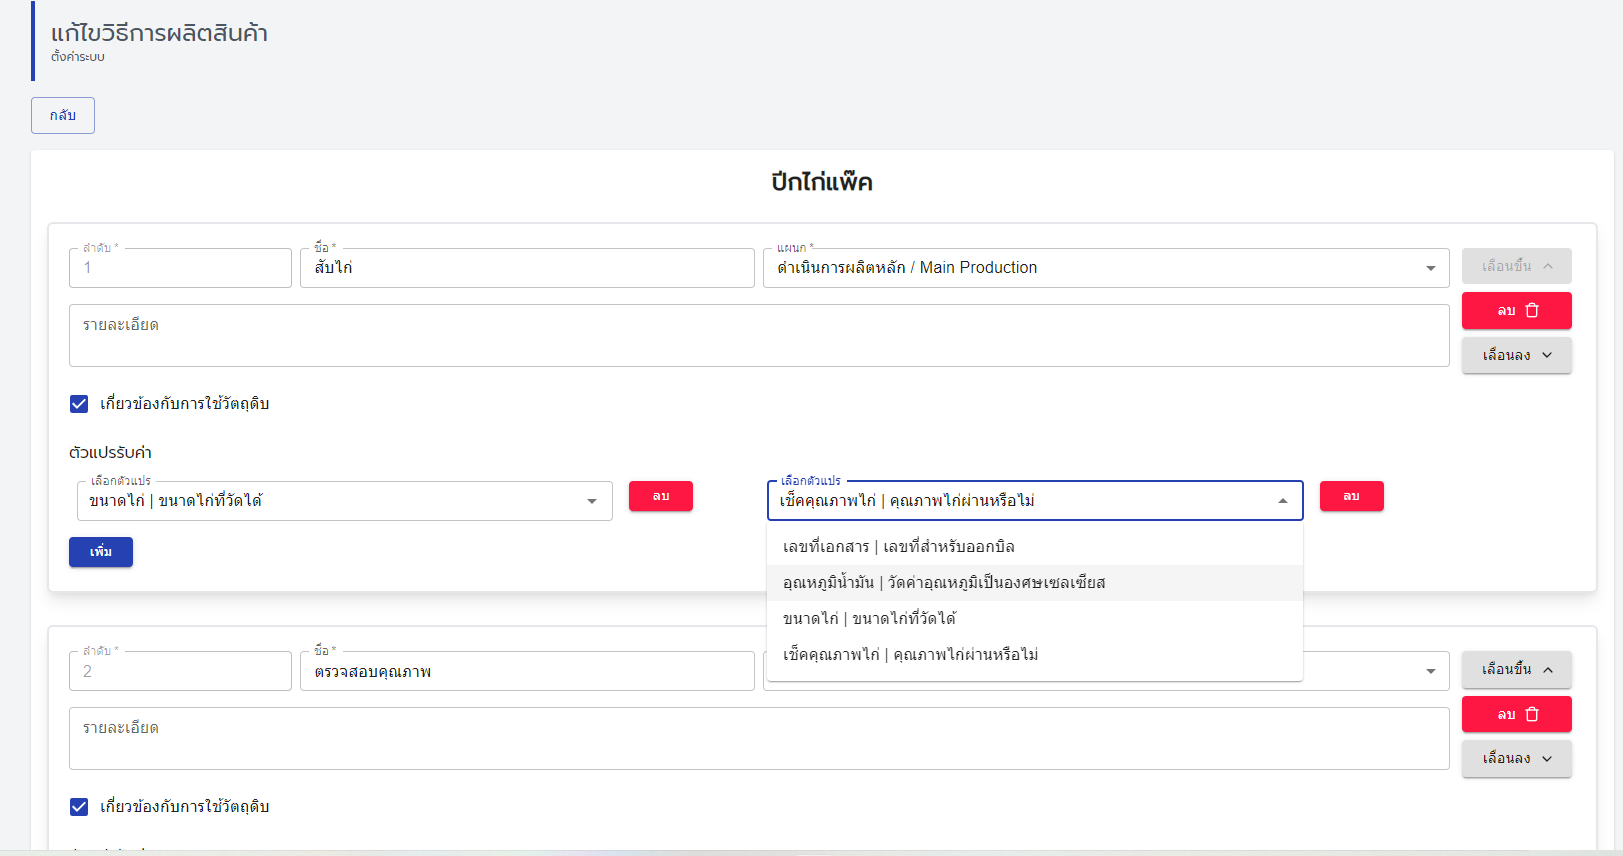 แก้ไขวิธีการผลิตสินค้า
ตั้งค่าระบบ
กลับ
ปีกไก่แพ๊ค
ลำดับ *
1
ชื่อ *
สับไก่
แผนก *
ดำเนินการผลิตหลัก / Main Production
เลือนขึ้น
รายละเอียด
ลบ
เลือนลง
เกี่ยวข้องกับการใช้วัตถุดิบ
ตัวแปรรับค่า
เลือกตัวแปร
ขนาดไก่ | ขนาดไก่ที่วัดได้
ลบ
เลือกตัวแปร
เช็คคุณภาพไก่ | คุณภาพไก่ผ่านหรือไม่
ลบ
เพิ่ม
เลขที่เอกสาร | เลขที่สำหรับออกบิล
อุณหภูมิน้ำมัน | วัดค่าอุณหภูมิเป็นองศษเซลเซียส
ขนาดไก่ | ขนาดไก่ที่วัดได้
เช็คคุณภาพไก่ | คุณภาพไก่ผ่านหรือไม่
ลำดับ *
2
ชื่อ *
ตรวจสอบคุณภาพ
เลือนขึ้น
รายละเอียด
ลบ
เลือนลง
เกี่ยวข้องกับการใช้วัตถุดิบ